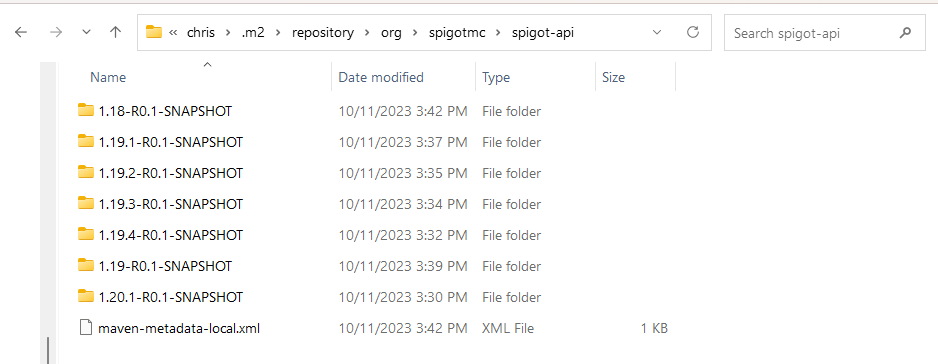 « chris › .m2 › repository › org › spigotmc › spigot-api
Search spigot-api
Name Date modified Type Size
1.18-R0.1-SNAPSHOT 10/11/2023 3:42 PM File folder
1.19.1-R0.1-SNAPSHOT 10/11/2023 3:37 PM File folder
1.19.2-R0.1-SNAPSHOT 10/11/2023 3:35 PM File folder
1.19.3-R0.1-SNAPSHOT 10/11/2023 3:34 PM File folder
1.19.4-R0.1-SNAPSHOT 10/11/2023 3:32 PM File folder
1.19-R0.1-SNAPSHOT 10/11/2023 3:39 PM File folder
1.20.1-R0.1-SNAPSHOT 10/11/2023 3:30 PM File folder
maven-metadata-local.xml 10/11/2023 3:42 PM XML File 1 KB